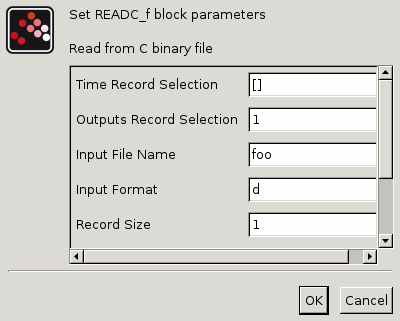 Set READC_f block parameters
Read from C binary file
Time Record Selection []
Outputs Record Selection 1
Input File Name foo
Input Format d
Record Size 1
OK Cancel